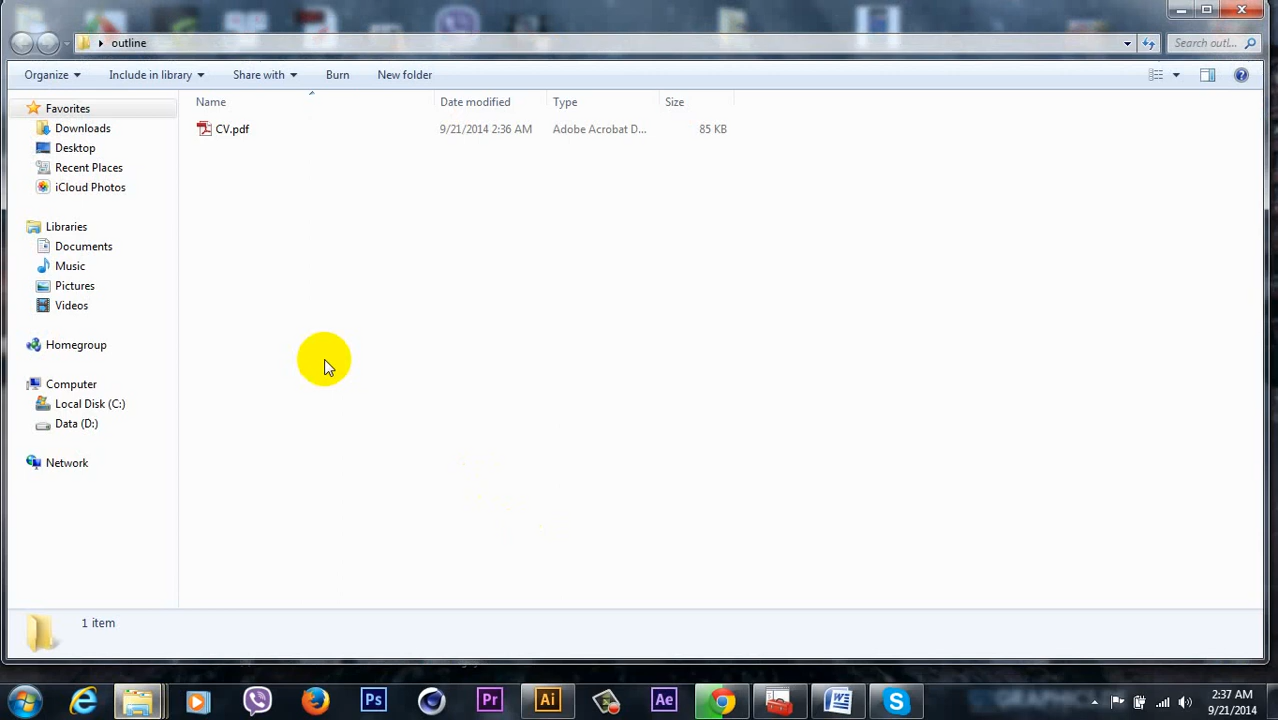 outline
Search outl...
Organize
Include in library
Share with
Burn
New folder
Favorites
Downloads
Desktop
Recent Places
iCloud Photos
Libraries
Documents
Music
Pictures
Videos
Homegroup
Computer
Local Disk (C:)
Data (D:)
Network
Name
Date modified
Type
Size
CV.pdf
9/21/2014 2:36 AM
Adobe Acrobat D...
85 KB
1 item
Ps
Pr
Ai
Ae
W
S
2:37 AM
9/21/2014